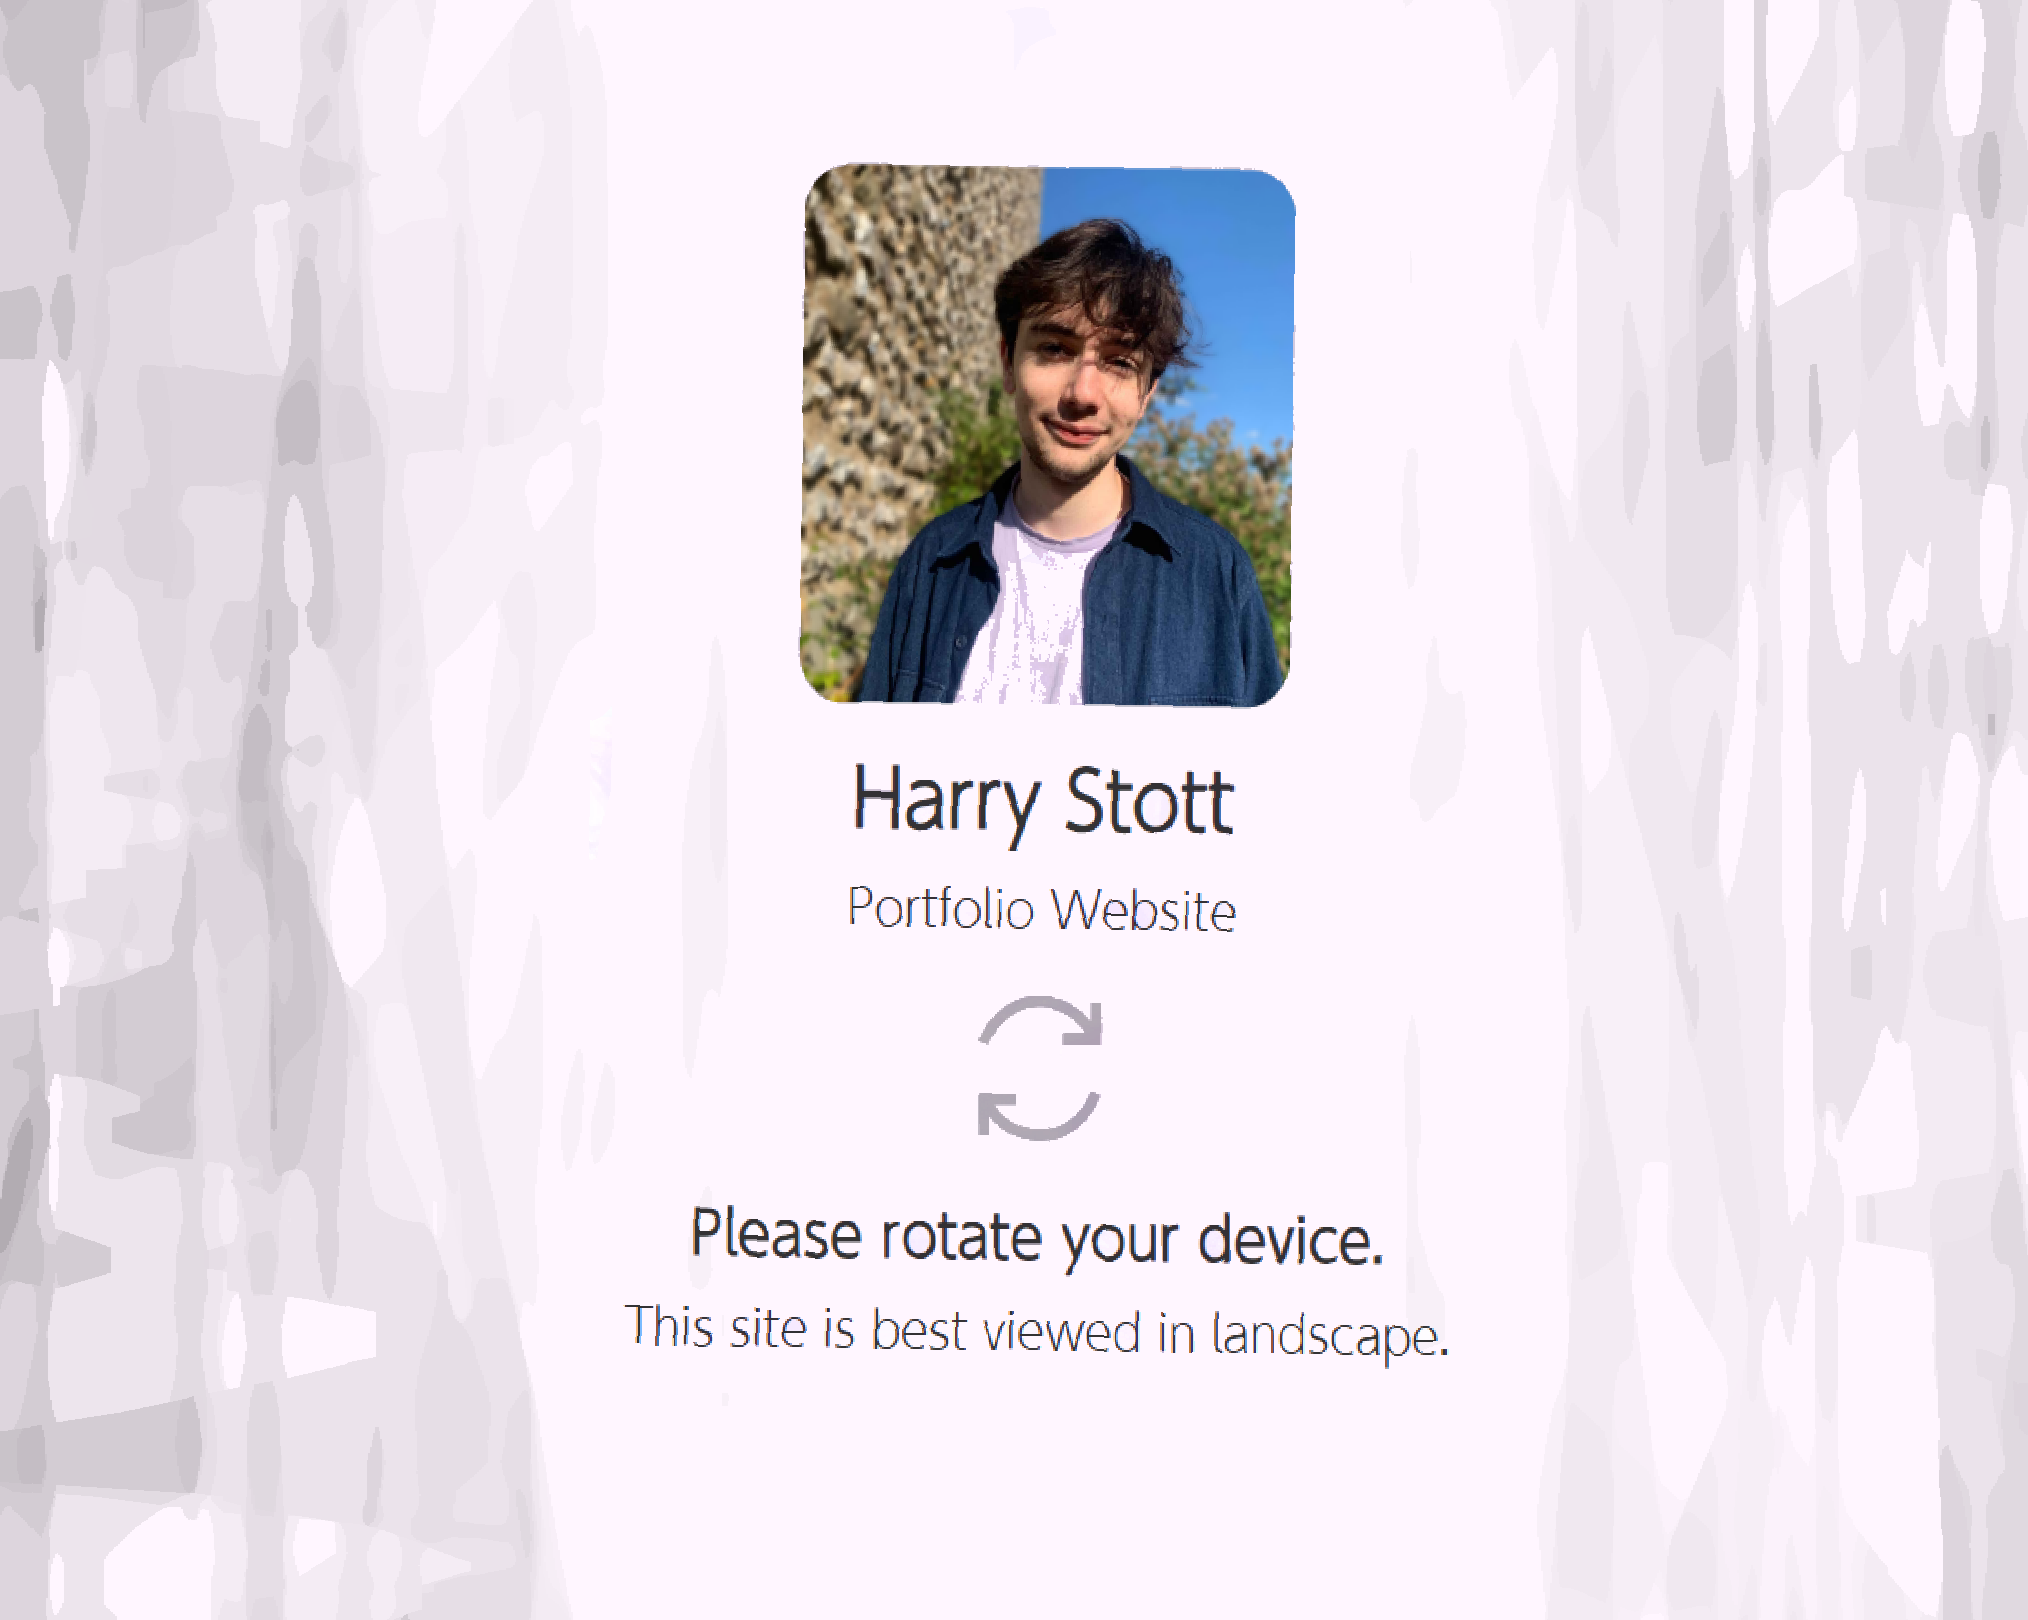 Harry Stott
Portfolio Website
Please rotate your device.
This site is best viewed in landscape.